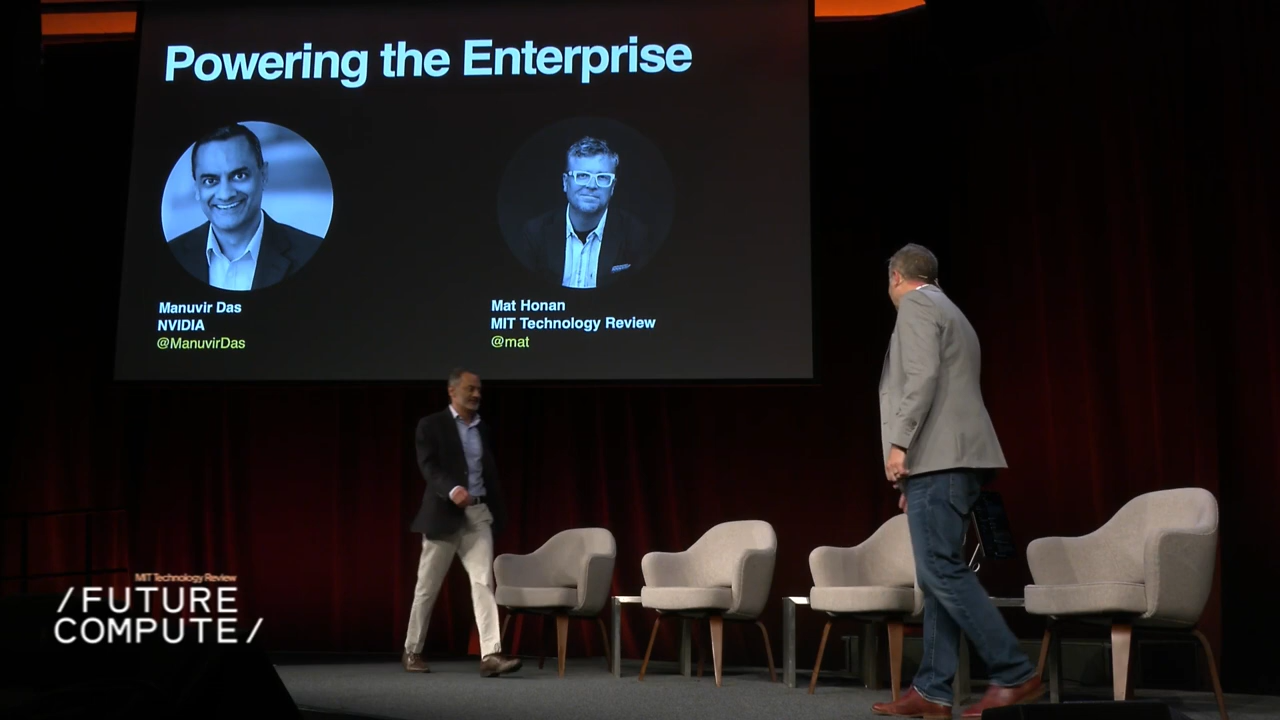 Powering the Enterprise
Manuvir Das
NVIDIA
@ManuvirDas
Mat Honan
MIT Technology Review
@mat
MIT Technology Review
/FUTURE
COMPUTE/